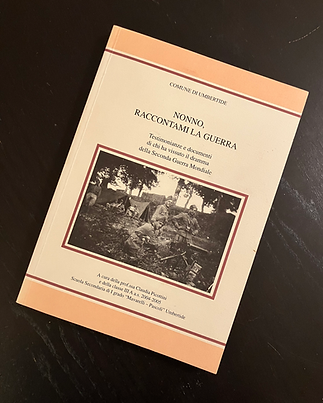 COMUNE DI UMBERTIDE
NONNO,
RACCONTAMI LA GUERRA
Testimonianze e documenti
di chi ha vissuto il dramma
della Seconda Guerra Mondiale
A cura della prof.ssa Claudia
e della classe III A a.s. 2004-2005
Scuola Secondaria di I grado "Mavarelli - Pascoli" Umbertide